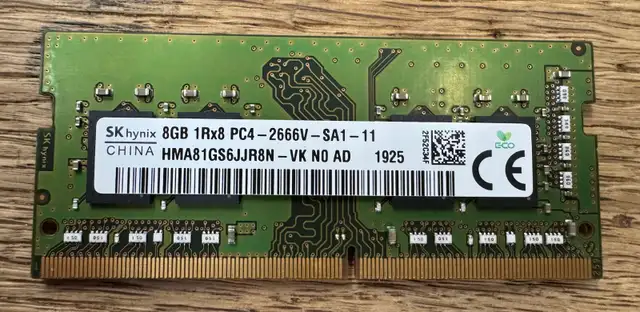 SK hynix 8GB 1Rx8 PC4-2666V-SA1-11
CHINA HMA81GS6JJR8N-VK N0 AD 1925
ECO
CE
SK hynix